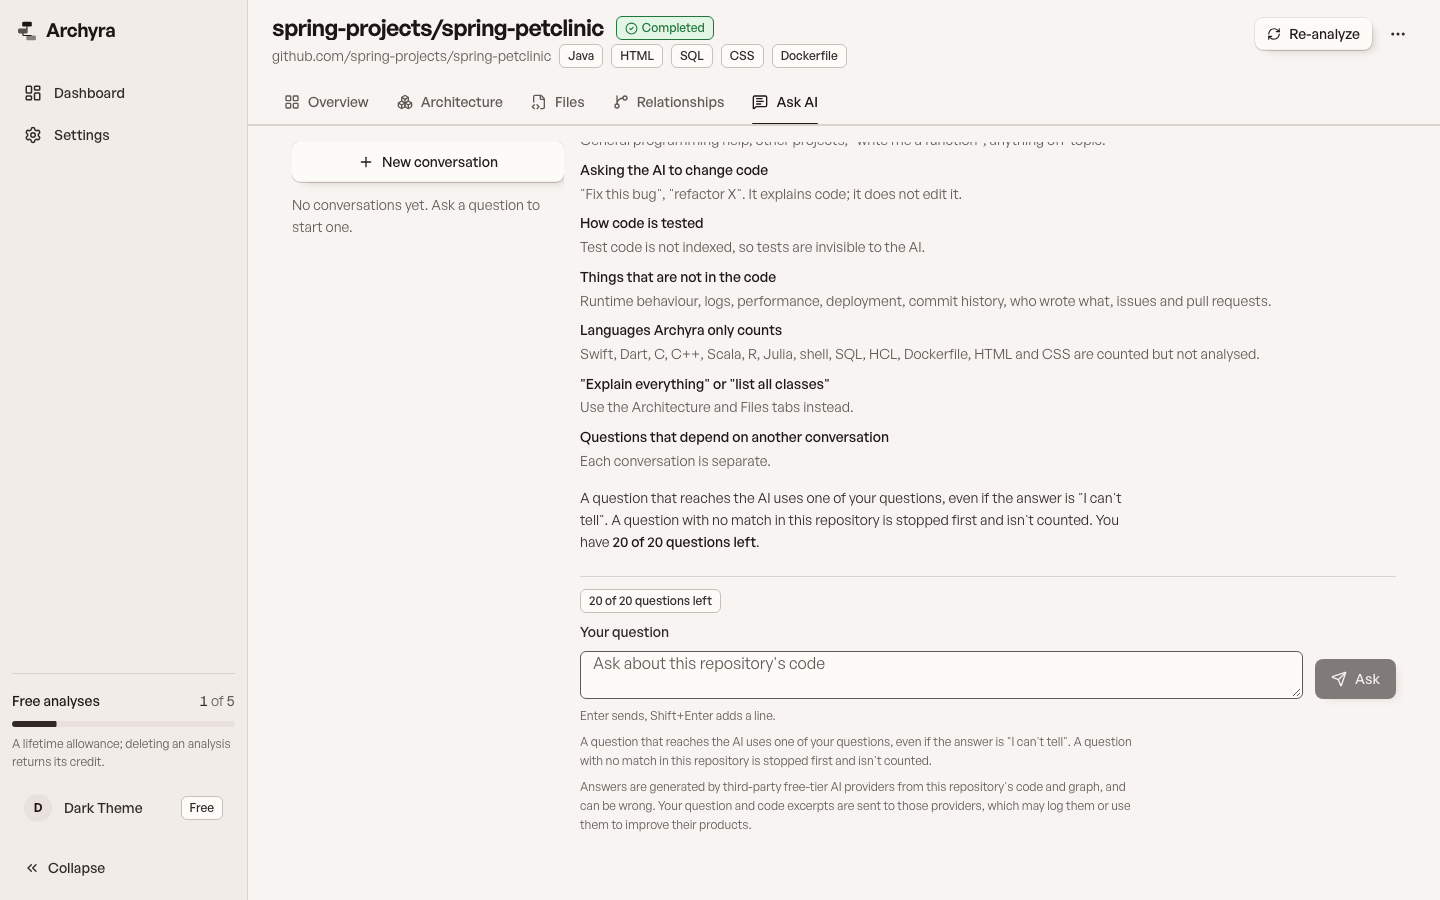 Archyra
Dashboard
Settings
Free analyses
1 of 5
A lifetime allowance; deleting an analysis
returns its credit.
D
Dark Theme
Free
Collapse
spring-projects/spring-petclinic
Completed
github.com/spring-projects/spring-petclinic
Java
HTML
SQL
CSS
Dockerfile
Re-analyze
Overview
Architecture
Files
Relationships
Ask AI
New conversation
No conversations yet. Ask a question to
start one.
General programming help, other projects, "write me a function", anything off-topic.
Asking the AI to change code
"Fix this bug", "refactor X". It explains code; it does not edit it.
How code is tested
Test code is not indexed, so tests are invisible to the AI.
Things that are not in the code
Runtime behaviour, logs, performance, deployment, commit history, who wrote what, issues and pull requests.
Languages Archyra only counts
Swift, Dart, C, C++, Scala, R, Julia, shell, SQL, HCL, Dockerfile, HTML and CSS are counted but not analysed.
"Explain everything" or "list all classes"
Use the Architecture and Files tabs instead.
Questions that depend on another conversation
Each conversation is separate.
A question that reaches the AI uses one of your questions, even if the answer is "I can't
tell". A question with no match in this repository is stopped first and isn't counted. You
have 20 of 20 questions left.
20 of 20 questions left
Your question
Ask about this repository's code
Ask
Enter sends, Shift+Enter adds a line.
A question that reaches the AI uses one of your questions, even if the answer is "I can't tell". A question
with no match in this repository is stopped first and isn't counted.
Answers are generated by third-party free-tier AI providers from this repository's code and graph, and
can be wrong. Your question and code excerpts are sent to those providers, which may log them or use
them to improve their products.